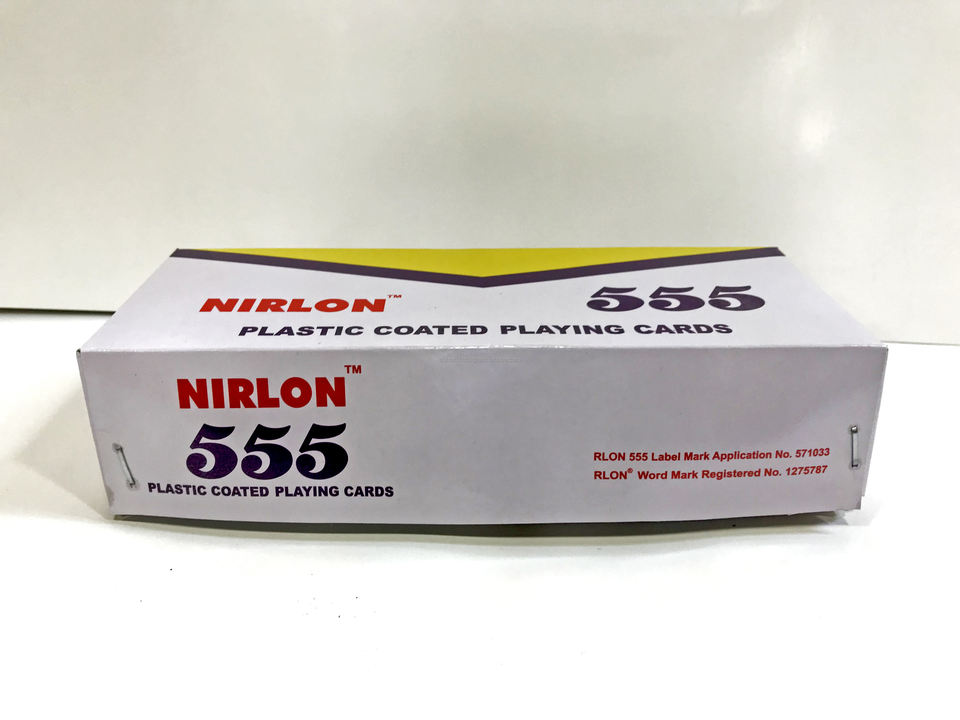 NIRLON™ 555
PLASTIC COATED PLAYING CARDS
NIRLON™
555
PLASTIC COATED PLAYING CARDS
RLON 555 Label Mark Application No. 571033
RLON® Word Mark Registered No. 1275787